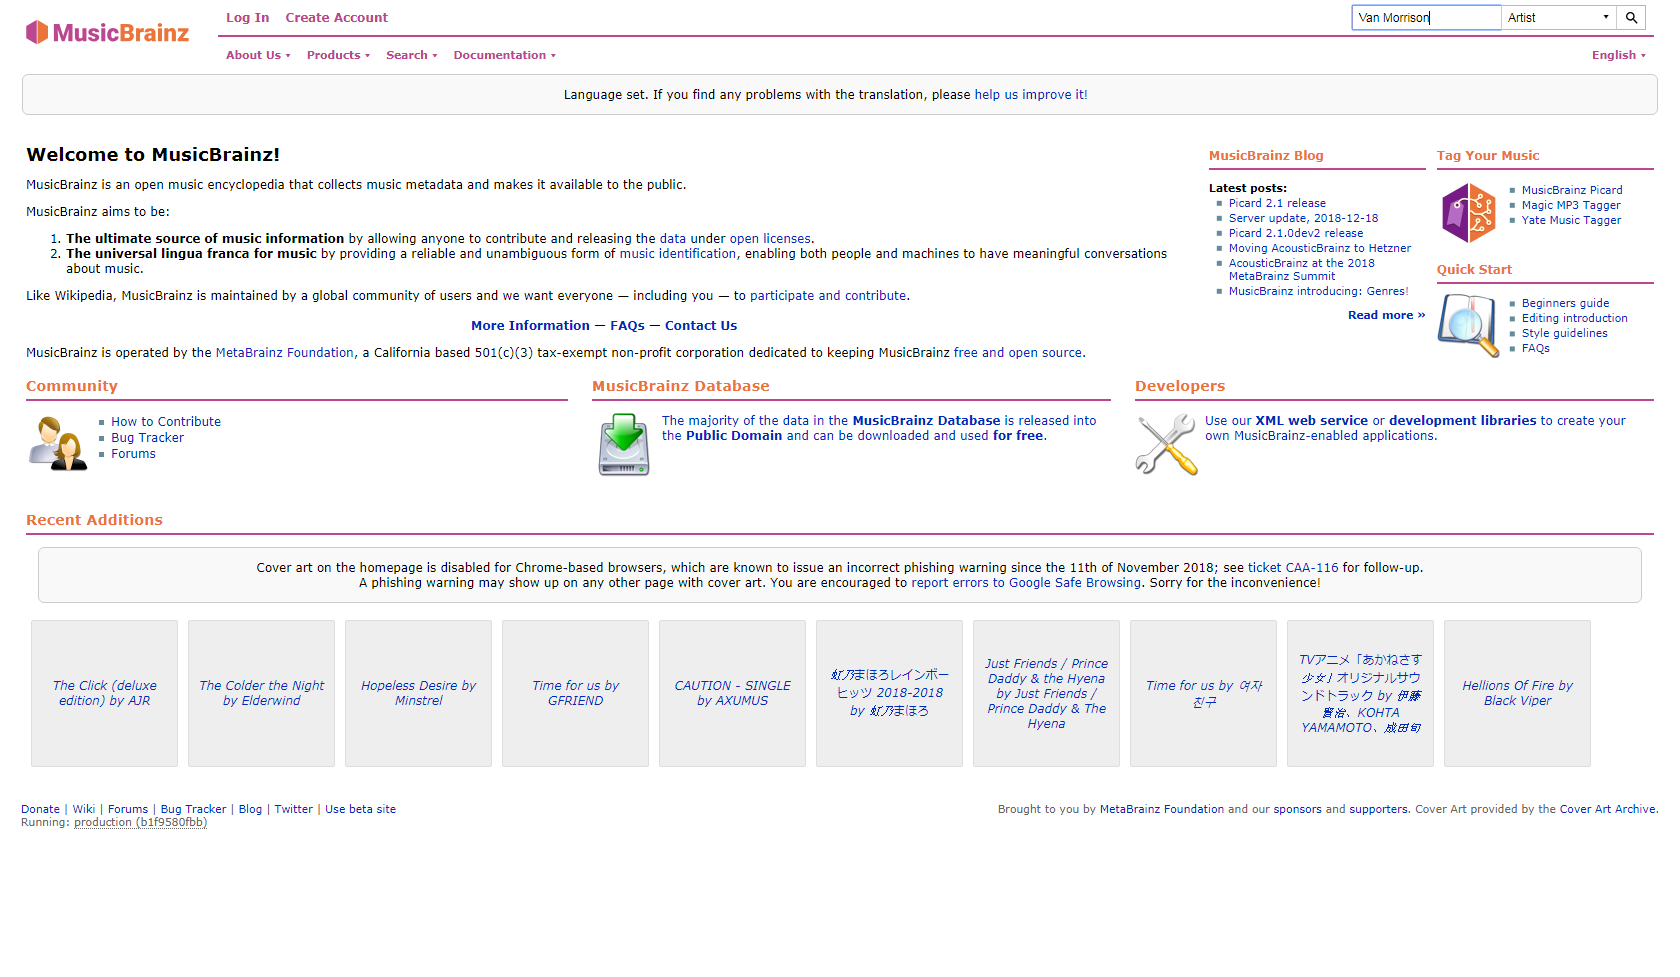 MusicBrainz
Log In Create Account
Van Morrison Artist
About Us Products Search Documentation English
Language set. If you find any problems with the translation, please help us improve it!
Welcome to MusicBrainz!
MusicBrainz is an open music encyclopedia that collects music metadata and makes it available to the public.
MusicBrainz aims to be:
1. The ultimate source of music information by allowing anyone to contribute and releasing the data under open licenses.
2. The universal lingua franca for music by providing a reliable and unambiguous form of music identification, enabling both people and machines to have meaningful conversations
about music.
Like Wikipedia, MusicBrainz is maintained by a global community of users and we want everyone — including you — to participate and contribute.
More Information — FAQs — Contact Us
MusicBrainz is operated by the MetaBrainz Foundation, a California based 501(c)(3) tax-exempt non-profit corporation dedicated to keeping MusicBrainz free and open source.
MusicBrainz Blog
Latest posts:
Picard 2.1 release
Server update, 2018-12-18
Picard 2.1.0dev2 release
Moving AcousticBrainz to Hetzner
AcousticBrainz at the 2018
MetaBrainz Summit
MusicBrainz introducing: Genres!
Read more »
Tag Your Music
MusicBrainz Picard
Magic MP3 Tagger
Yate Music Tagger
Quick Start
Beginners guide
Editing introduction
Style guidelines
FAQs
Community
How to Contribute
Bug Tracker
Forums
MusicBrainz Database
The majority of the data in the MusicBrainz Database is released into
the Public Domain and can be downloaded and used for free.
Developers
Use our XML web service or development libraries to create your
own MusicBrainz-enabled applications.
Recent Additions
Cover art on the homepage is disabled for Chrome-based browsers, which are known to issue an incorrect phishing warning since the 11th of November 2018; see ticket CAA-116 for follow-up.
A phishing warning may show up on any other page with cover art. You are encouraged to report errors to Google Safe Browsing. Sorry for the inconvenience!
The Click (deluxe
edition) by AJR
The Colder the Night
by Elderwind
Hopeless Desire by
Minstrel
Time for us by
GFRIEND
CAUTION - SINGLE
by AXUMUS
虹乃まほろレインボー
ヒッツ 2018-2018
by 虹乃まほろ
Just Friends / Prince
Daddy & the Hyena
by Just Friends /
Prince Daddy & The
Hyena
Time for us by 여자
친구
TVアニメ「あかねさす
少女」オリジナルサウ
ンドトラック by 伊藤
賢治、KOHTA
YAMAMOTO、成田旬
Hellions Of Fire by
Black Viper
Donate | Wiki | Forums | Bug Tracker | Blog | Twitter | Use beta site
Running: production (b1f9580fbb)
Brought to you by MetaBrainz Foundation and our sponsors and supporters. Cover Art provided by the Cover Art Archive.